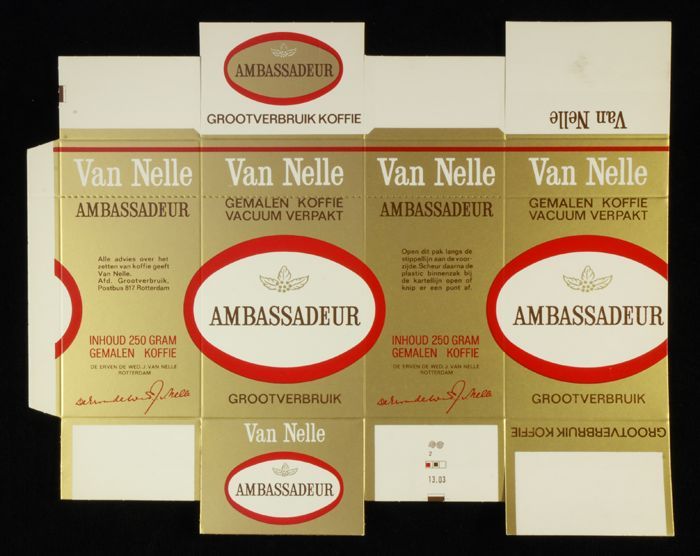 AMBASSADEUR
GROOTVERBRUIK KOFFIE
Van Nelle
Van Nelle
AMBASSADEUR
Alle advies over het
zetten van koffie geeft
Van Nelle.
Afd. Grootverbruik,
Postbus 817 Rotterdam
INHOUD 250 GRAM
GEMALEN KOFFIE
DE ERVEN DE WED. J. VAN NELLE
ROTTERDAM
Van Nelle
GEMALEN KOFFIE
VACUUM VERPAKT
AMBASSADEUR
GROOTVERBRUIK
Van Nelle
AMBASSADEUR
Open dit pak langs de
stippellijn aan de voor-
zijde. Scheur daarna de
plastic binnenzak bij
de kartellijn open of
knip er een punt af.
INHOUD 250 GRAM
GEMALEN KOFFIE
DE ERVEN DE WED. J. VAN NELLE
ROTTERDAM
Van Nelle
GEMALEN KOFFIE
VACUUM VERPAKT
AMBASSADEUR
GROOTVERBRUIK
Van Nelle
AMBASSADEUR
2
13.03
GROOTVERBRUIK KOFFIE